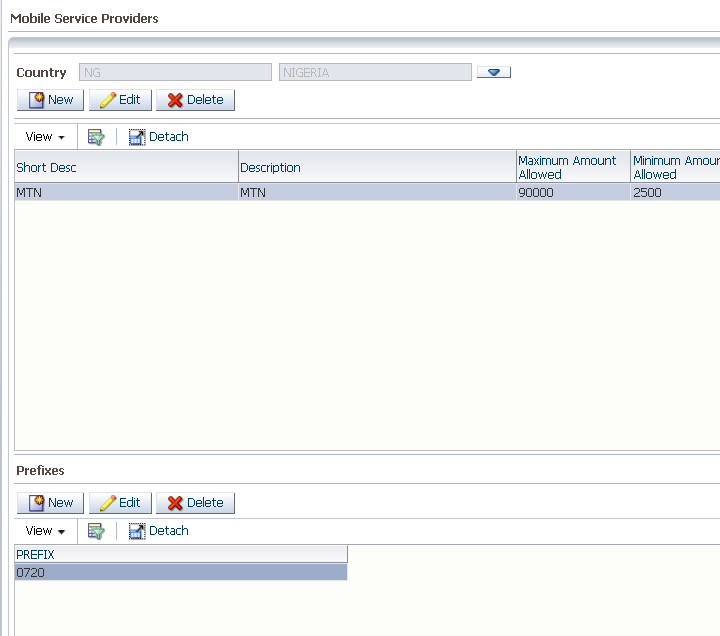 Mobile Service Providers
Country NG NIGERIA
New Edit Delete
View Detach
Short Desc Description Maximum Amount Allowed Minimum Amoun Allowed
MTN MTN 90000 2500
Prefixes
New Edit Delete
View Detach
PREFIX
0720